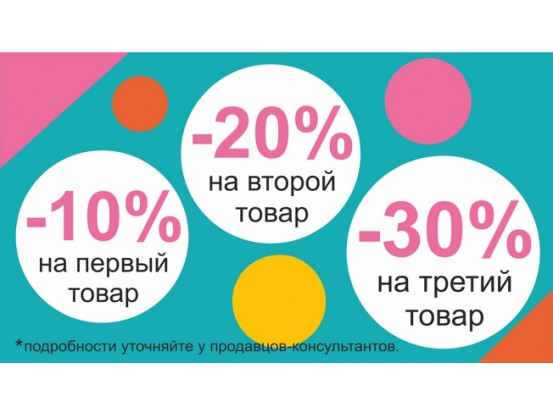 -10%
на первый
товар
-20%
на второй
товар
-30%
на третий
товар
*подробности уточняйте у продавцов-консультантов.